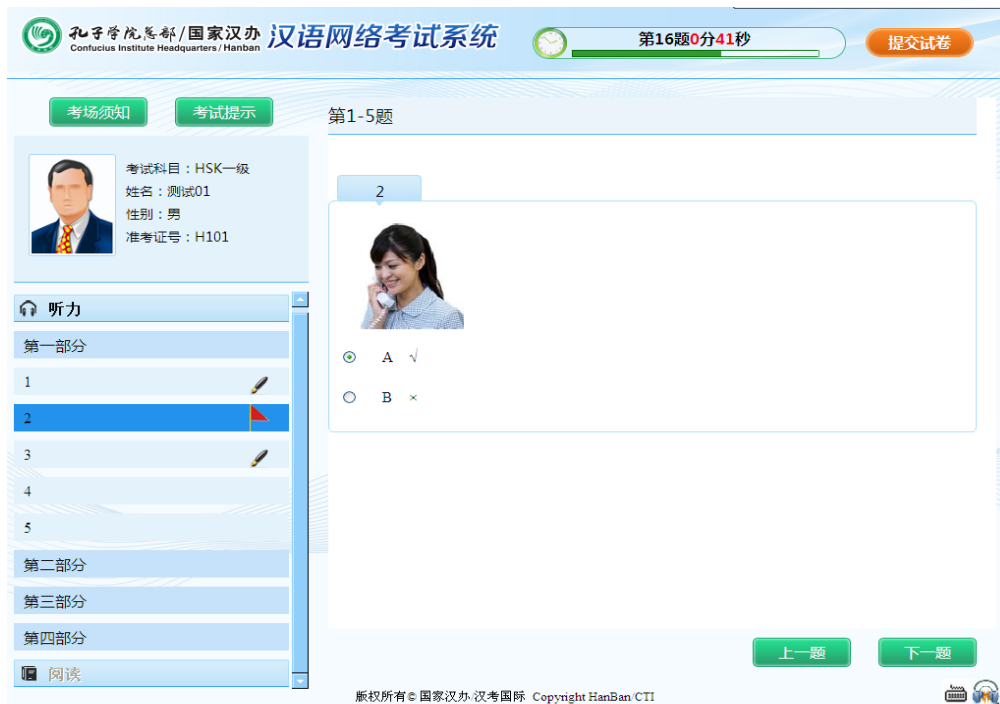 孔子学院总部/国家汉办
Confucius Institute Headquarters / Hanban
汉语网络考试系统
第16题0分41秒
提交试卷
考场须知
考试提示
第1-5题
考试科目：HSK一级
姓名：测试01
性别：男
准考证号：H101
2
A √
B ×
听力
第一部分
1
2
3
4
5
第二部分
第三部分
第四部分
阅读
上一题
下一题
版权所有©国家汉办/汉考国际 Copyright HanBan/CTI